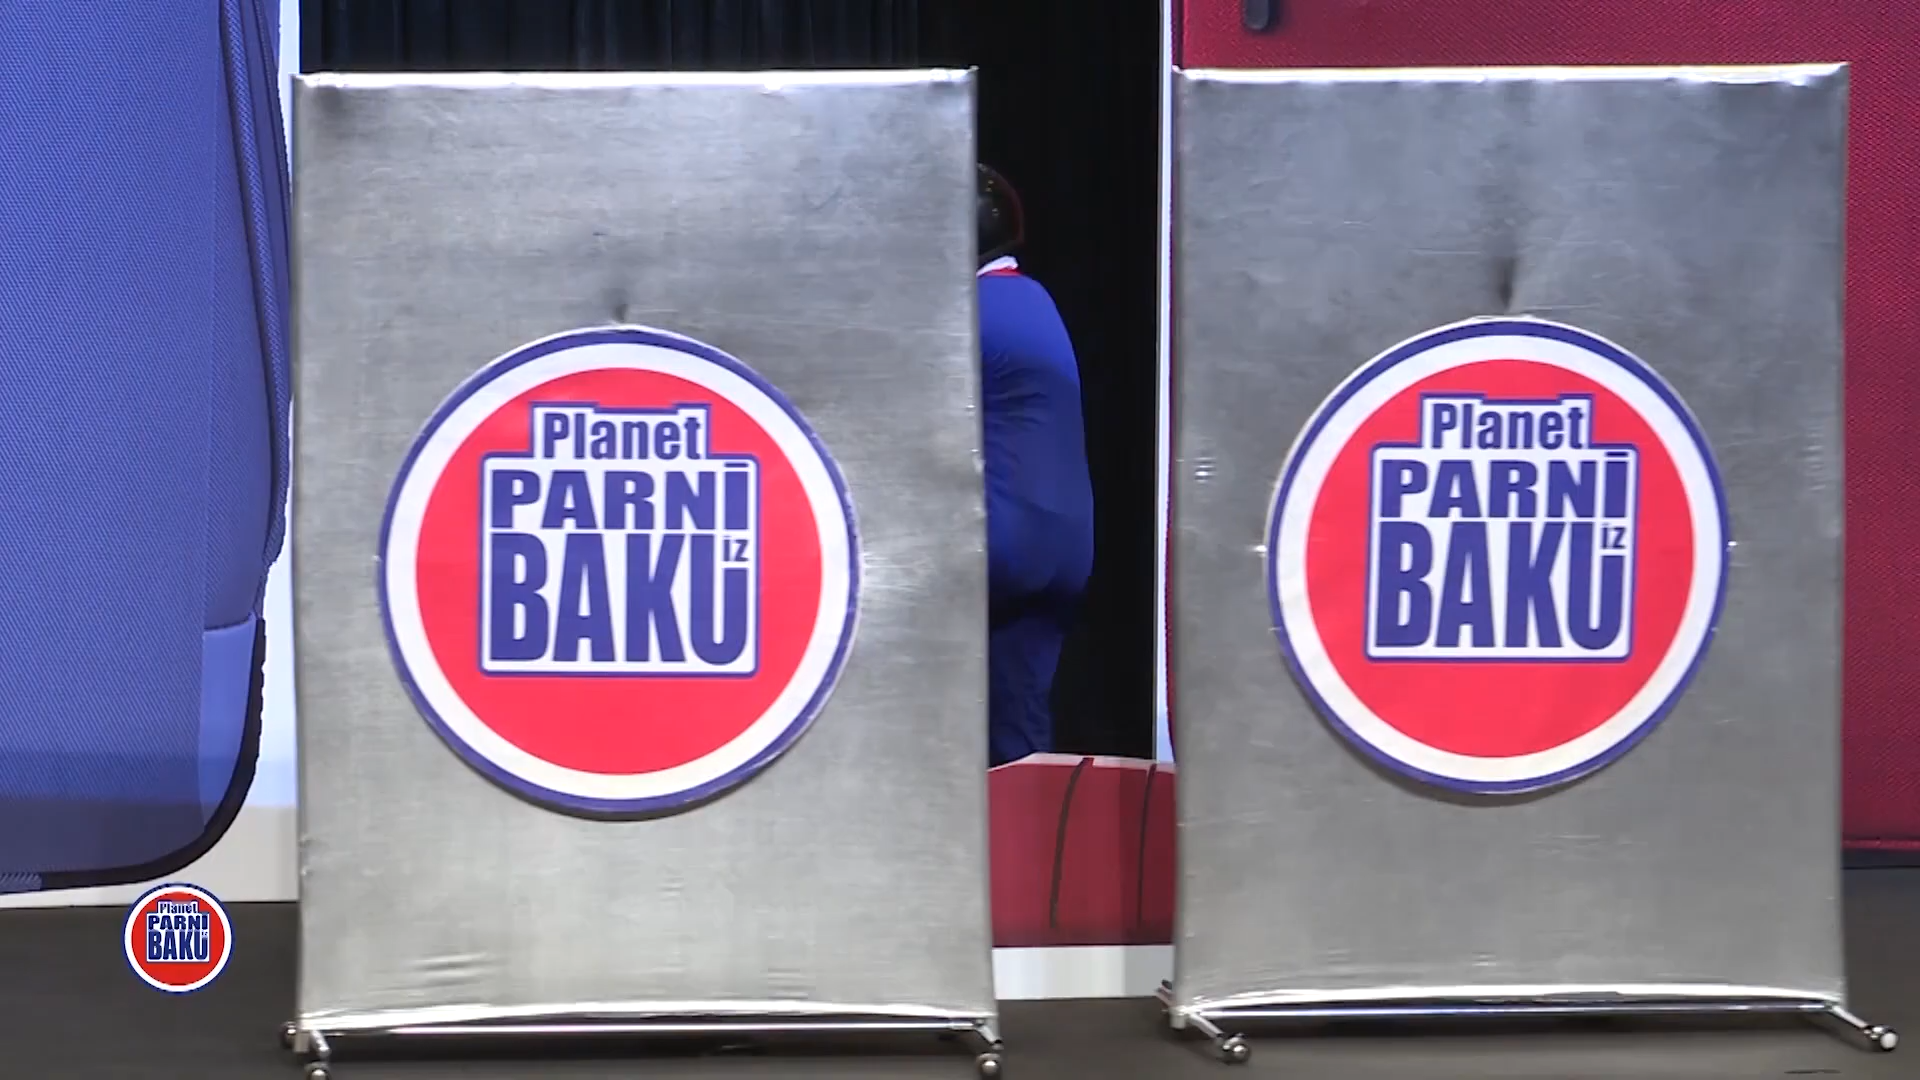 Planet
PARNI
iz
BAKU
Planet
PARNI
iz
BAKU
Planet
PARNI
BAKU